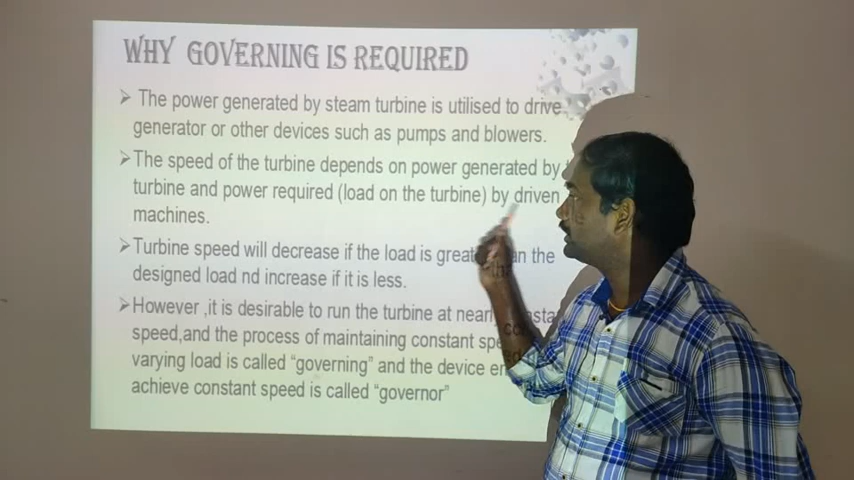 WHY GOVERNING IS REQUIRED
The power generated by steam turbine is utilised to drive
generator or other devices such as pumps and blowers.
The speed of the turbine depends on power generated by
turbine and power required (load on the turbine) by driven
machines.
Turbine speed will decrease if the load is great an the
designed load nd increase if it is less.
However ,it is desirable to run the turbine at near
speed,and the process of maintaining constant
varying load is called “governing” and the device
achieve constant speed is called “governor”